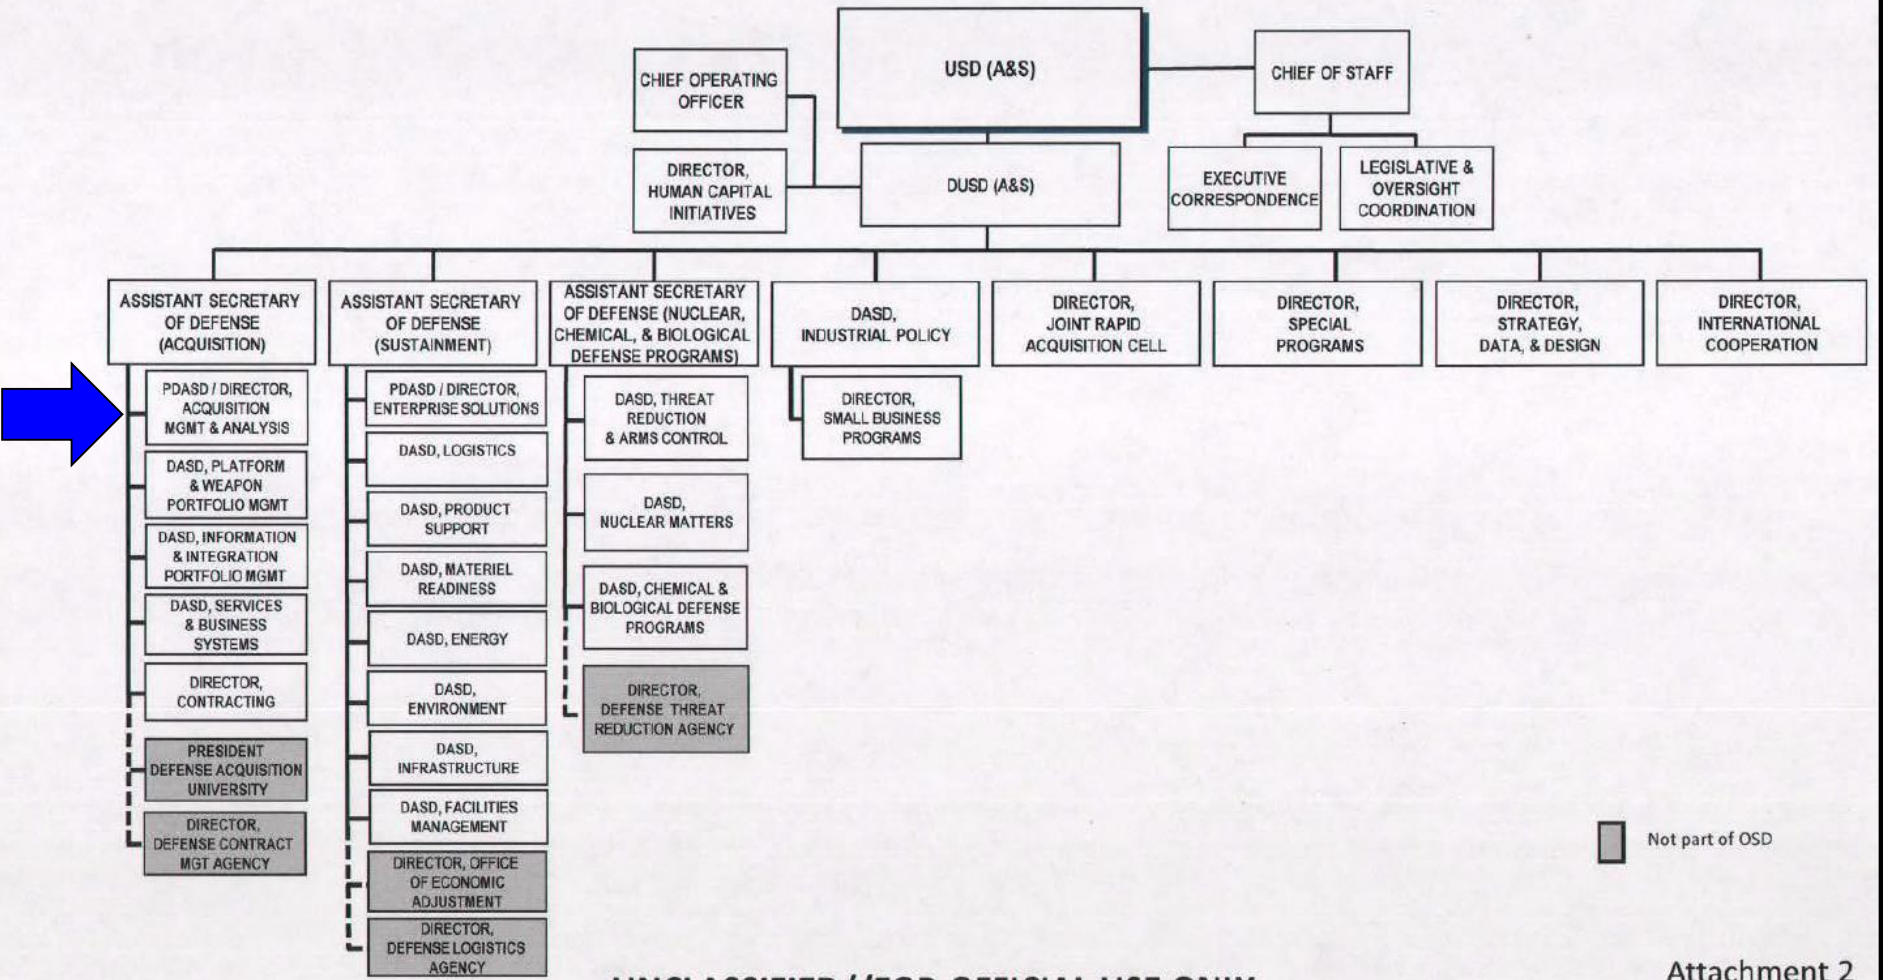 USD (A&S)
CHIEF OPERATING
OFFICER
CHIEF OF STAFF
DIRECTOR,
HUMAN CAPITAL
INITIATIVES
DUSD (A&S)
EXECUTIVE
CORRESPONDENCE
LEGISLATIVE &
OVERSIGHT
COORDINATION
ASSISTANT SECRETARY
OF DEFENSE
(ACQUISITION)
PDASD / DIRECTOR,
ACQUISITION
MGMT & ANALYSIS
DASD, PLATFORM
& WEAPON
PORTFOLIO MGMT
DASD, INFORMATION
& INTEGRATION
PORTFOLIO MGMT
DASD, SERVICES
& BUSINESS
SYSTEMS
DIRECTOR,
CONTRACTING
PRESIDENT
DEFENSE ACQUISITION
UNIVERSITY
DIRECTOR,
DEFENSE CONTRACT
MGT AGENCY
ASSISTANT SECRETARY
OF DEFENSE
(SUSTAINMENT)
PDASD / DIRECTOR,
ENTERPRISE SOLUTIONS
DASD, LOGISTICS
DASD, PRODUCT
SUPPORT
DASD, MATERIEL
READINESS
DASD, ENERGY
DASD,
ENVIRONMENT
DASD,
INFRASTRUCTURE
DASD, FACILITIES
MANAGEMENT
DIRECTOR, OFFICE
OF ECONOMIC
ADJUSTMENT
DIRECTOR,
DEFENSE LOGISTICS
AGENCY
ASSISTANT SECRETARY
OF DEFENSE (NUCLEAR,
CHEMICAL, & BIOLOGICAL
DEFENSE PROGRAMS)
DASD, THREAT
REDUCTION
& ARMS CONTROL
DASD,
NUCLEAR MATTERS
DASD, CHEMICAL &
BIOLOGICAL DEFENSE
PROGRAMS
DIRECTOR,
DEFENSE THREAT
REDUCTION AGENCY
DASD,
INDUSTRIAL POLICY
DIRECTOR,
SMALL BUSINESS
PROGRAMS
DIRECTOR,
JOINT RAPID
ACQUISITION CELL
DIRECTOR,
SPECIAL
PROGRAMS
DIRECTOR,
STRATEGY,
DATA, & DESIGN
DIRECTOR,
INTERNATIONAL
COOPERATION
Not part of OSD
UNCLASSIFIED//FOR OFFICIAL USE ONLY
Attachment 2